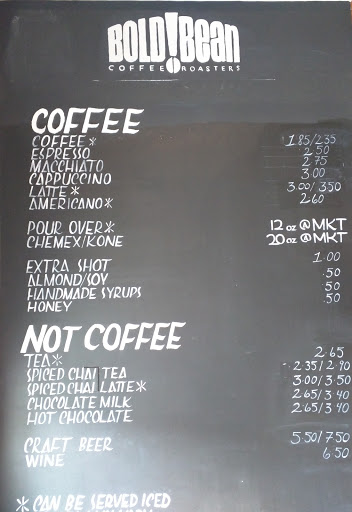 BOLD!Bean
COFFEE ROASTERS
COFFEE
COFFEE* 1.85/2.35
ESPRESSO 2.50
MACCHIATO 2.75
CAPPUCCINO 3.00
LATTE* 3.00/3.50
AMERICANO* 2.60
POUR OVER* 12 oz @ MKT
CHEMEX/KONE 20 oz @ MKT
EXTRA SHOT 1.00
ALMOND/SOY .50
HANDMADE SYRUPS .50
HONEY .50
NOT COFFEE
TEA* 2.65
SPICED CHAI TEA 2.35/2.90
SPICED CHAI LATTE* 3.00/3.50
CHOCOLATE MILK 2.65/3.40
HOT CHOCOLATE 2.65/3.40
CRAFT BEER 5.50/7.50
WINE 6.50
* CAN BE SERVED ICED